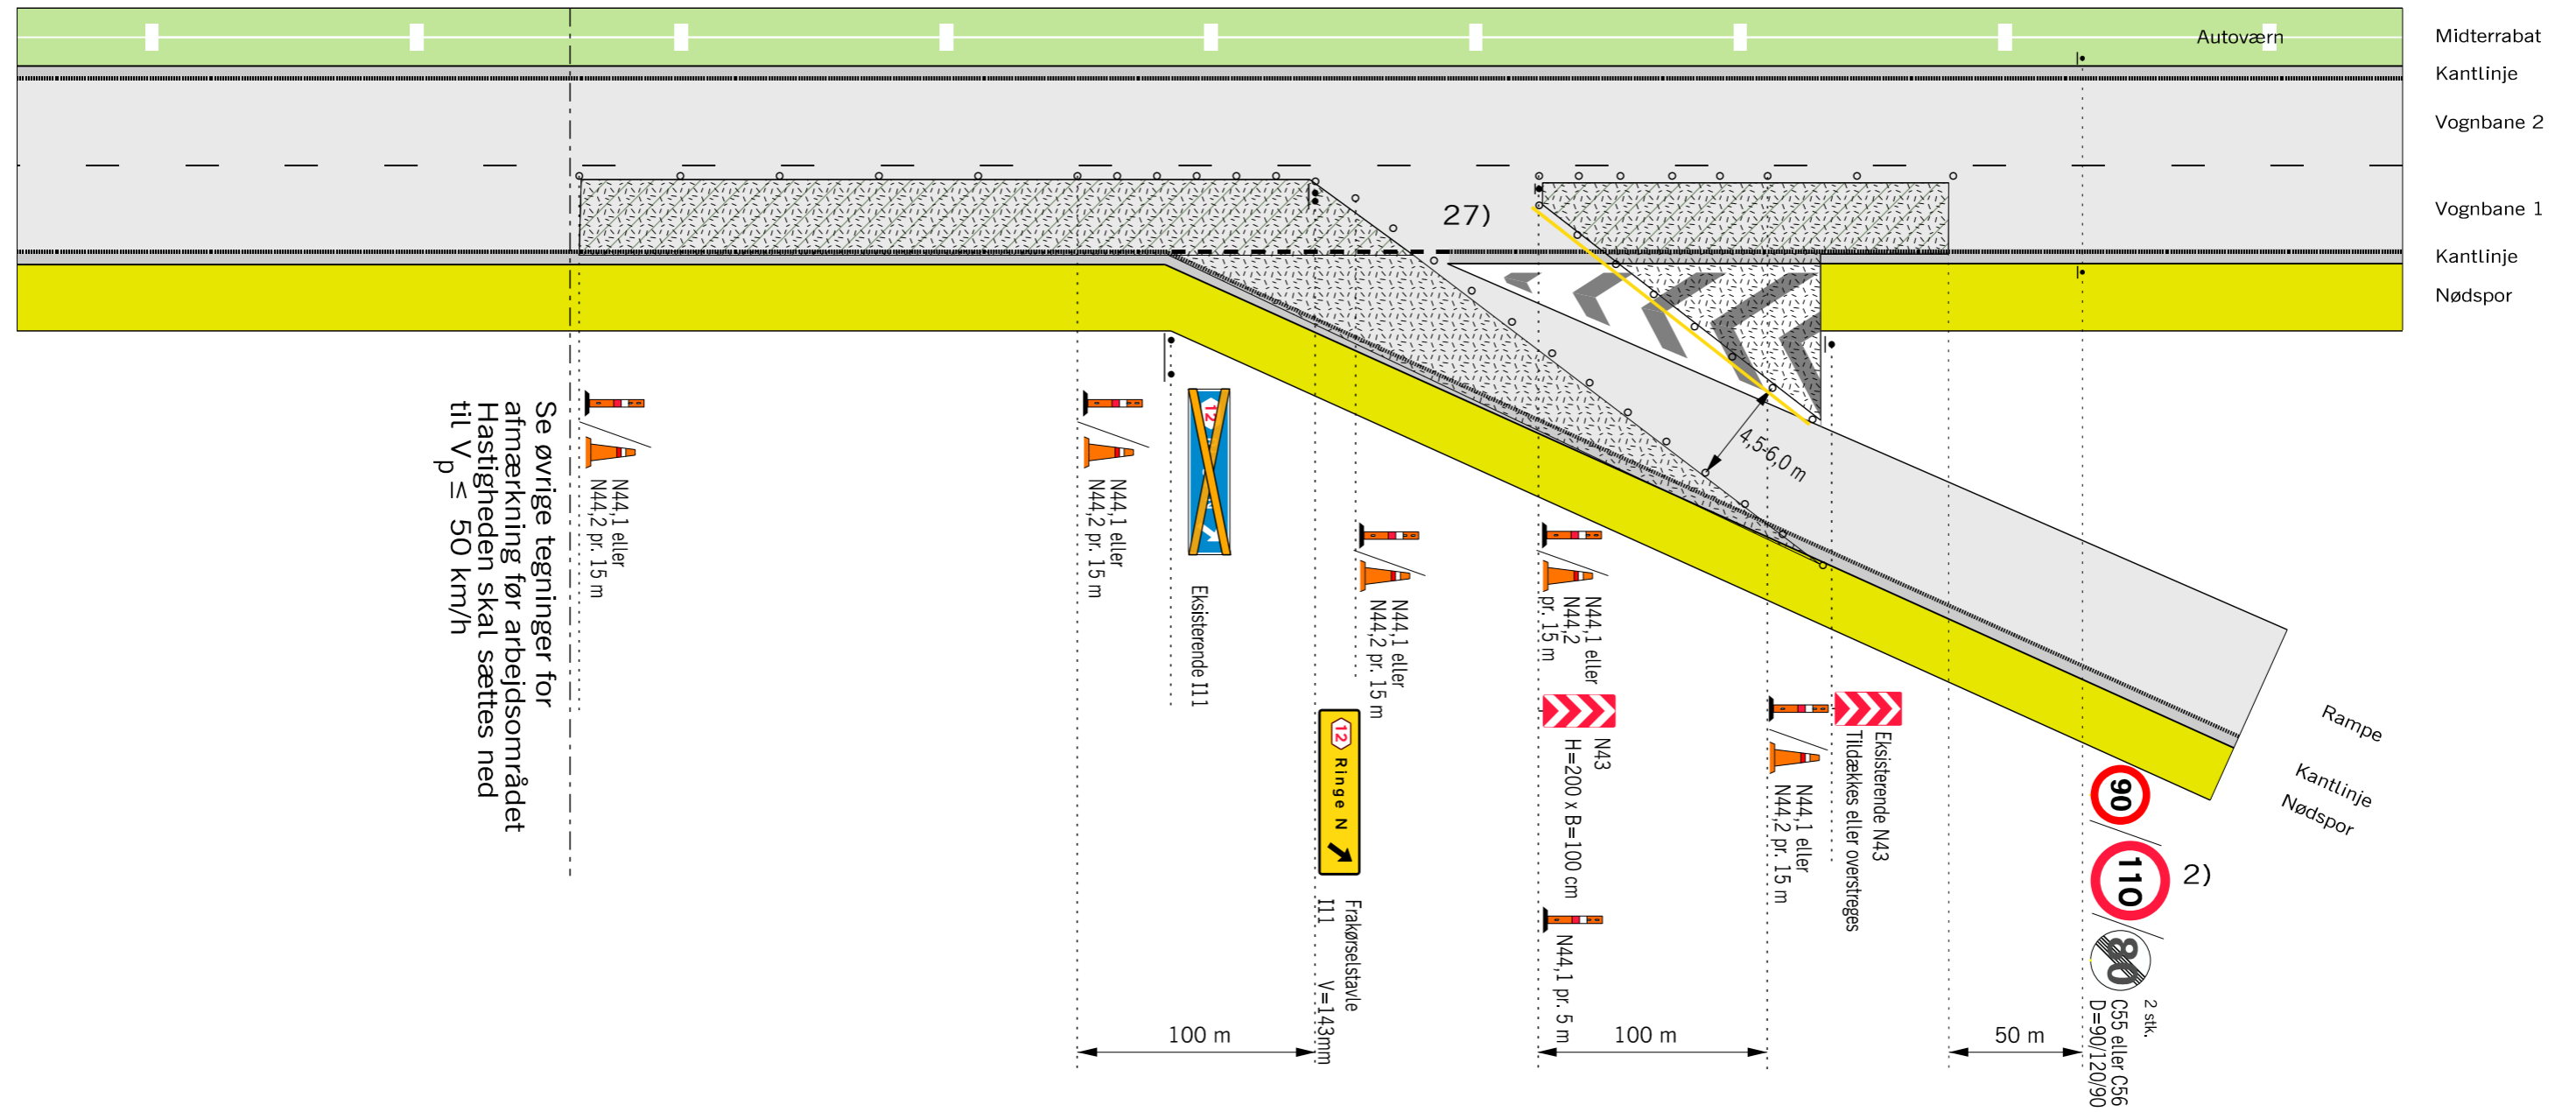 Autoværn
Midterrabat
Kantlinje
Vognbane 2
Vognbane 1
Kantlinje
Nødspor
27)
4,5-6,0 m
Se øvrige tegninger for
afmærkning før arbejdsområdet
Hastigheden skal sættes ned
til Vp ≤ 50 km/h
N44,1 eller
N44,2 pr. 15 m
N44,1 eller
N44,2 pr. 15 m
12
Eksisterende I11
N44,1 eller
N44,2 pr. 15 m
12 Ringe N
Frakørselstavle
I11 V=143mm
N44,1 eller
N44,2
pr. 15 m
N43
H=200 x B=100 cm
N44,1 pr. 5 m
N44,1 eller
N44,2 pr. 15 m
Eksisterende N43
Tildækkes eller overstreges
Rampe
Kantlinje
Nødspor
90
110
2)
80
2 stk.
C55 eller C56
D=90/120/90
100 m
100 m
50 m